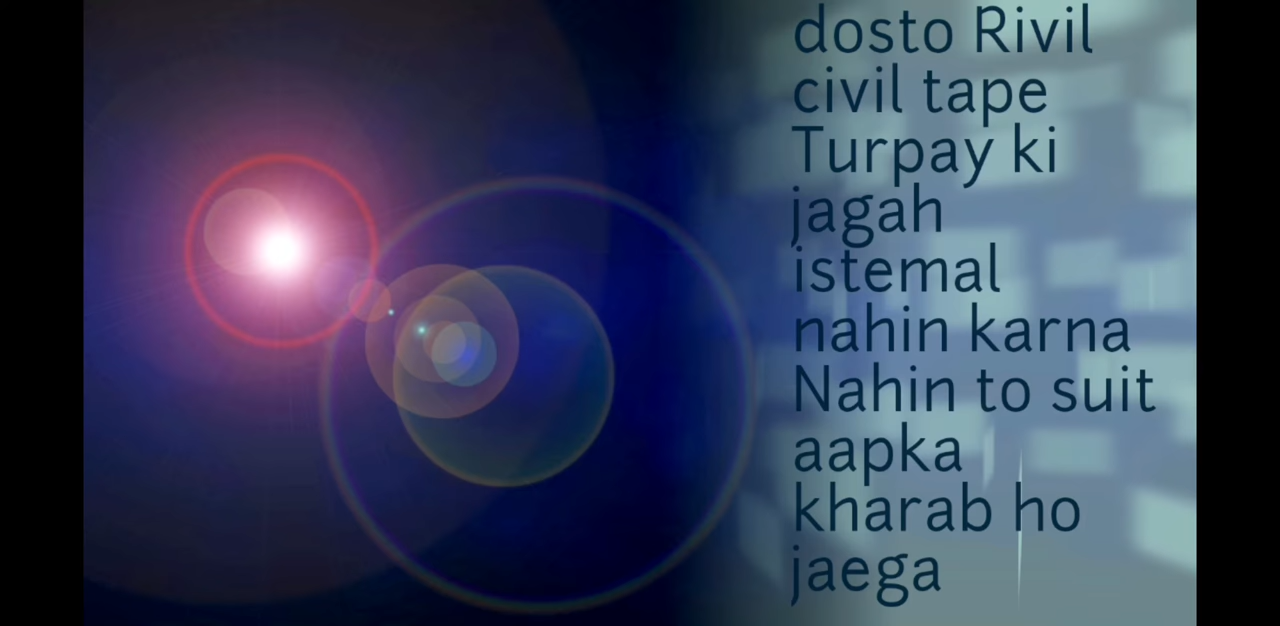 dosto Rivil
civil tape
Turpay ki
jagah
istemal
nahin karna
Nahin to suit
aapka
kharab ho
jaega